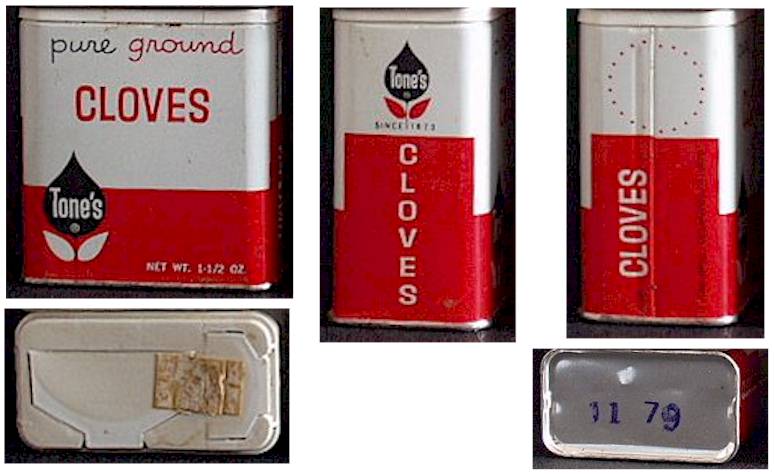 pure ground
CLOVES
Tone's
®
NET WT. 1-1/2 OZ.
Tone's
®
SINCE 1873
CLOVES
CLOVES
11 79